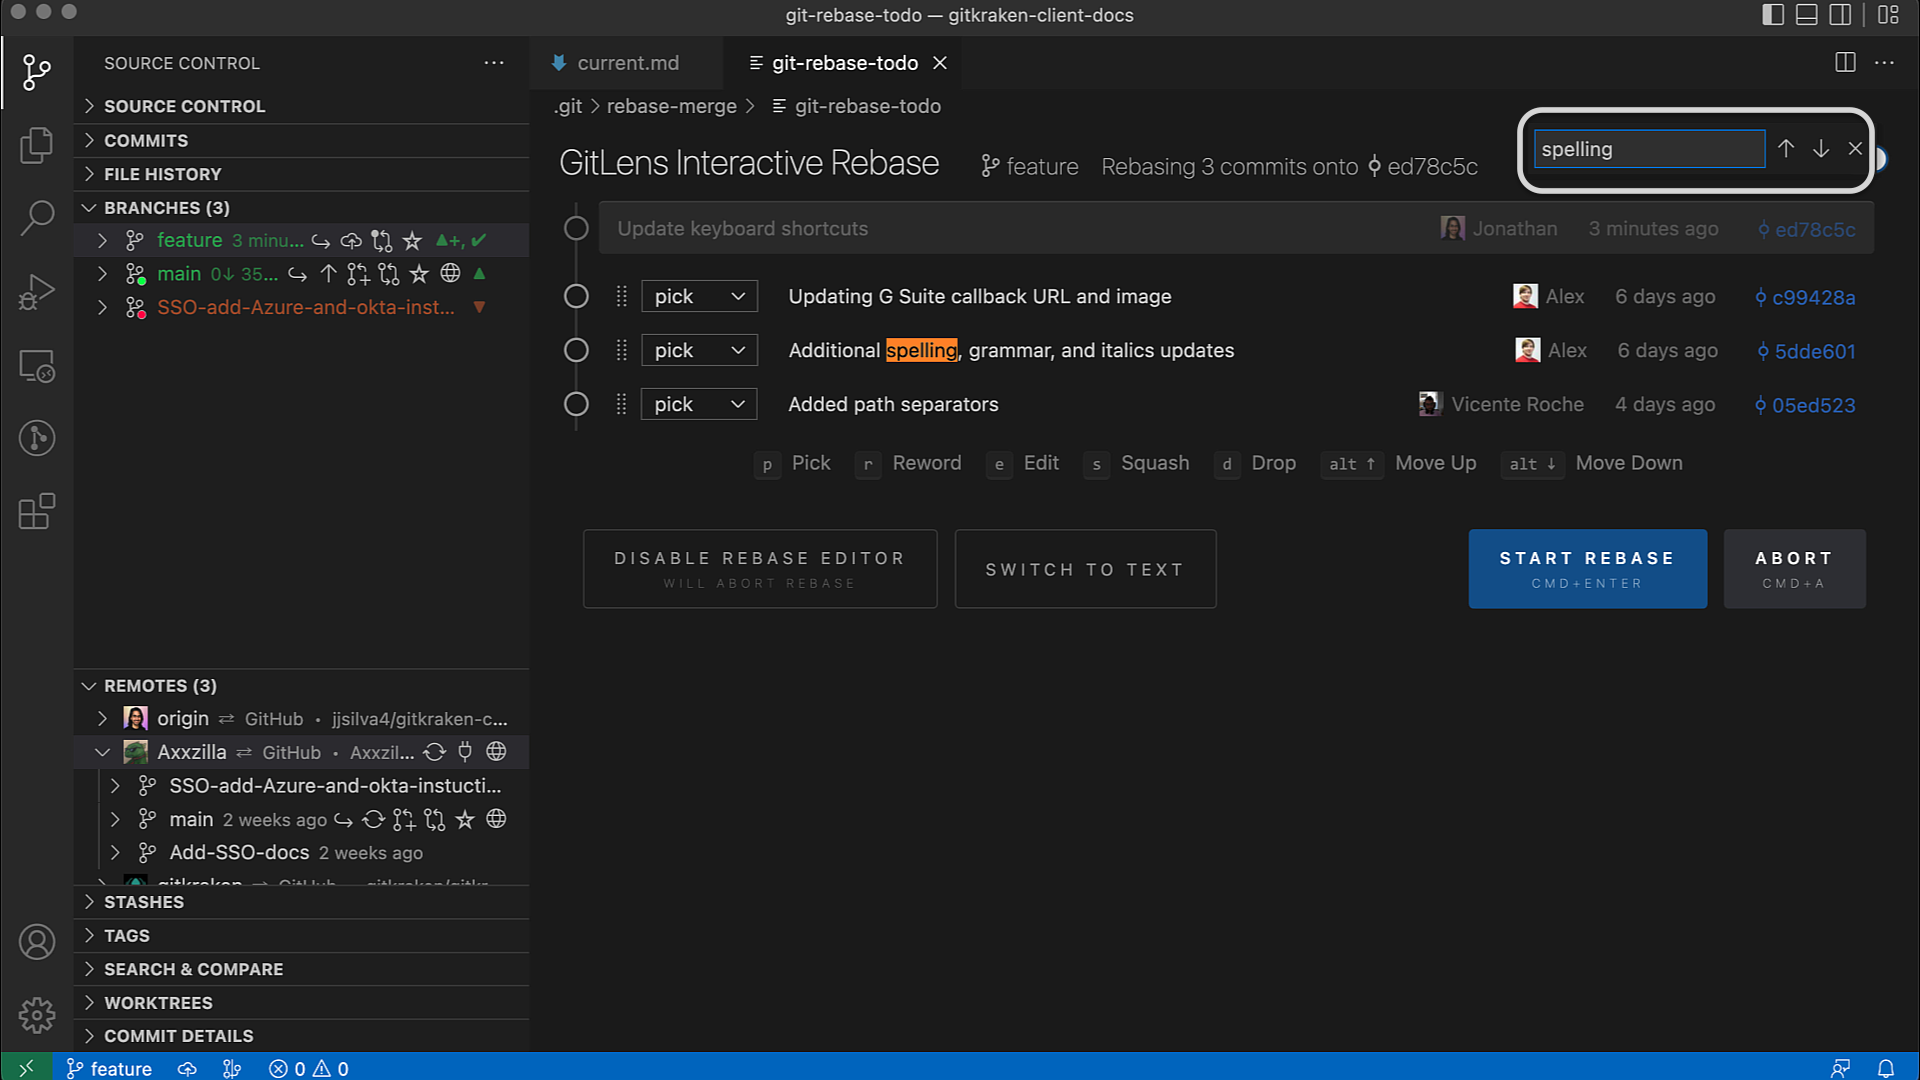 git-rebase-todo — gitkraken-client-docs
SOURCE CONTROL
SOURCE CONTROL
COMMITS
FILE HISTORY
BRANCHES (3)
feature 3 minu... ▲+, ✓
main 0↓ 35... ▲
SSO-add-Azure-and-okta-inst... ▼
REMOTES (3)
origin ⇄ GitHub • jjsilva4/gitkraken-c...
Axxzilla ⇄ GitHub • Axxzil...
SSO-add-Azure-and-okta-instucti...
main 2 weeks ago
Add-SSO-docs 2 weeks ago
gitkraken ⇄ GitHub gitkraken/gitkr
STASHES
TAGS
SEARCH & COMPARE
WORKTREES
COMMIT DETAILS
current.md git-rebase-todo
.git > rebase-merge > git-rebase-todo
spelling
GitLens Interactive Rebase feature Rebasing 3 commits onto ed78c5c
Update keyboard shortcuts Jonathan 3 minutes ago ed78c5c
pick Updating G Suite callback URL and image Alex 6 days ago c99428a
pick Additional spelling, grammar, and italics updates Alex 6 days ago 5dde601
pick Added path separators Vicente Roche 4 days ago 05ed523
p Pick r Reword e Edit s Squash d Drop alt ↑ Move Up alt ↓ Move Down
DISABLE REBASE EDITOR
WILL ABORT REBASE
SWITCH TO TEXT
START REBASE
CMD+ENTER
ABORT
CMD+A
feature 0 0